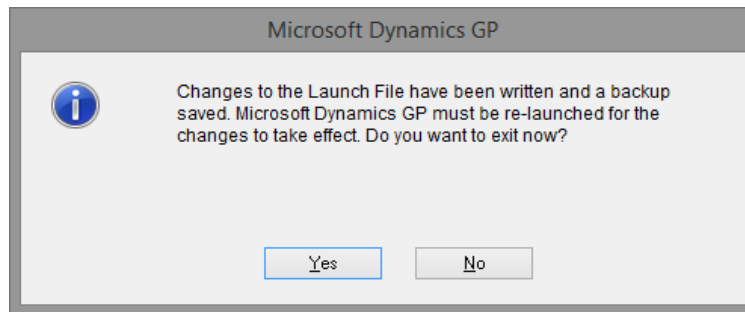 Microsoft Dynamics GP
Changes to the Launch File have been written and a backup
saved. Microsoft Dynamics GP must be re-launched for the
changes to take effect. Do you want to exit now?
Yes
No